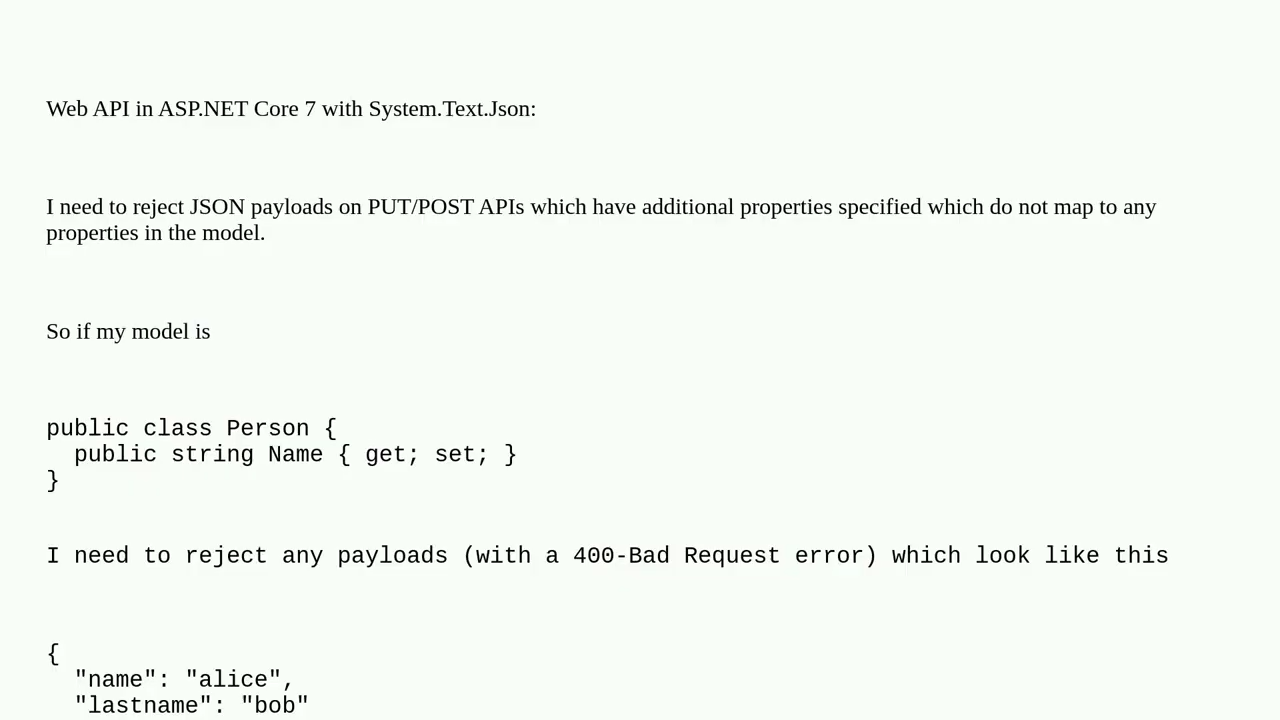 Web API in ASP.NET Core 7 with System.Text.Json:
I need to reject JSON payloads on PUT/POST APIs which have additional properties specified which do not map to any
properties in the model.
So if my model is
public class Person {
  public string Name { get; set; }
}
I need to reject any payloads (with a 400-Bad Request error) which look like this
{
  "name": "alice",
  "lastname": "bob"